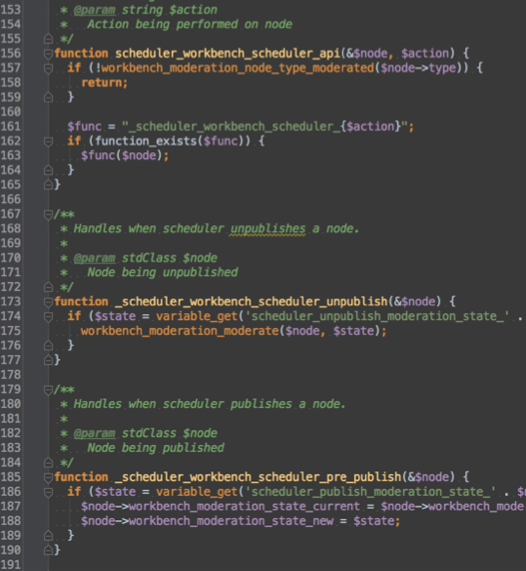 153 * @param string $action
154 *   Action being performed on node
155 */
156 function scheduler_workbench_scheduler_api(&$node, $action) {
157   if (!workbench_moderation_node_type_moderated($node->type)) {
158     return;
159   }
160
161   $func = "_scheduler_workbench_scheduler_{$action}";
162   if (function_exists($func)) {
163     $func($node);
164   }
165 }
166
167 /**
168 * Handles when scheduler unpublishes a node.
169 *
170 * @param stdClass $node
171 *   Node being unpublished
172 */
173 function _scheduler_workbench_scheduler_unpublish(&$node) {
174   if ($state = variable_get('scheduler_unpublish_moderation_state_' .
175     workbench_moderation_moderate($node, $state);
176   }
177 }
178
179 /**
180 * Handles when scheduler publishes a node.
181 *
182 * @param stdClass $node
183 *   Node being published
184 */
185 function _scheduler_workbench_scheduler_pre_publish(&$node) {
186   if ($state = variable_get('scheduler_publish_moderation_state_' . $
187     $node->workbench_moderation_state_current = $node->workbench_mode
188     $node->workbench_moderation_state_new = $state;
189   }
190 }
191